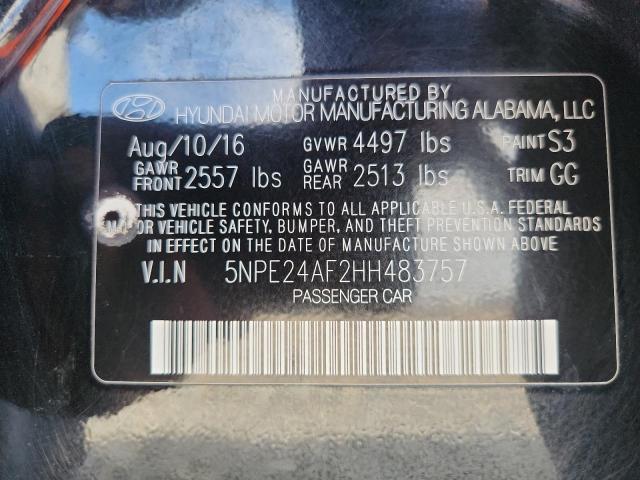 MANUFACTURED BY
HYUNDAI MOTOR MANUFACTURING ALABAMA, LLC
Aug/10/16 GVWR 4497 lbs PAINT S3
GAWR FRONT 2557 lbs GAWR REAR 2513 lbs TRIM GG
THIS VEHICLE CONFORMS TO ALL APPLICABLE U.S.A. FEDERAL
MOTOR VEHICLE SAFETY, BUMPER, AND THEFT PREVENTION STANDARDS
IN EFFECT ON THE DATE OF MANUFACTURE SHOWN ABOVE
V.I.N 5NPE24AF2HH483757
PASSENGER CAR